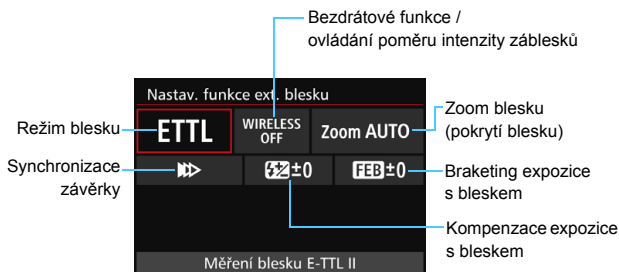 Bezdrátové funkce /
ovládání poměru intenzity záblesků
Nastav. funkce ext. blesku
Režim blesku
ETTL
WIRELESS
OFF
Zoom AUTO
Zoom blesku
(pokrytí blesku)
Synchronizace
závěrky
±0
FEB ±0
Braketing expozice
s bleskem
Kompenzace expozice
s bleskem
Měření blesku E-TTL II